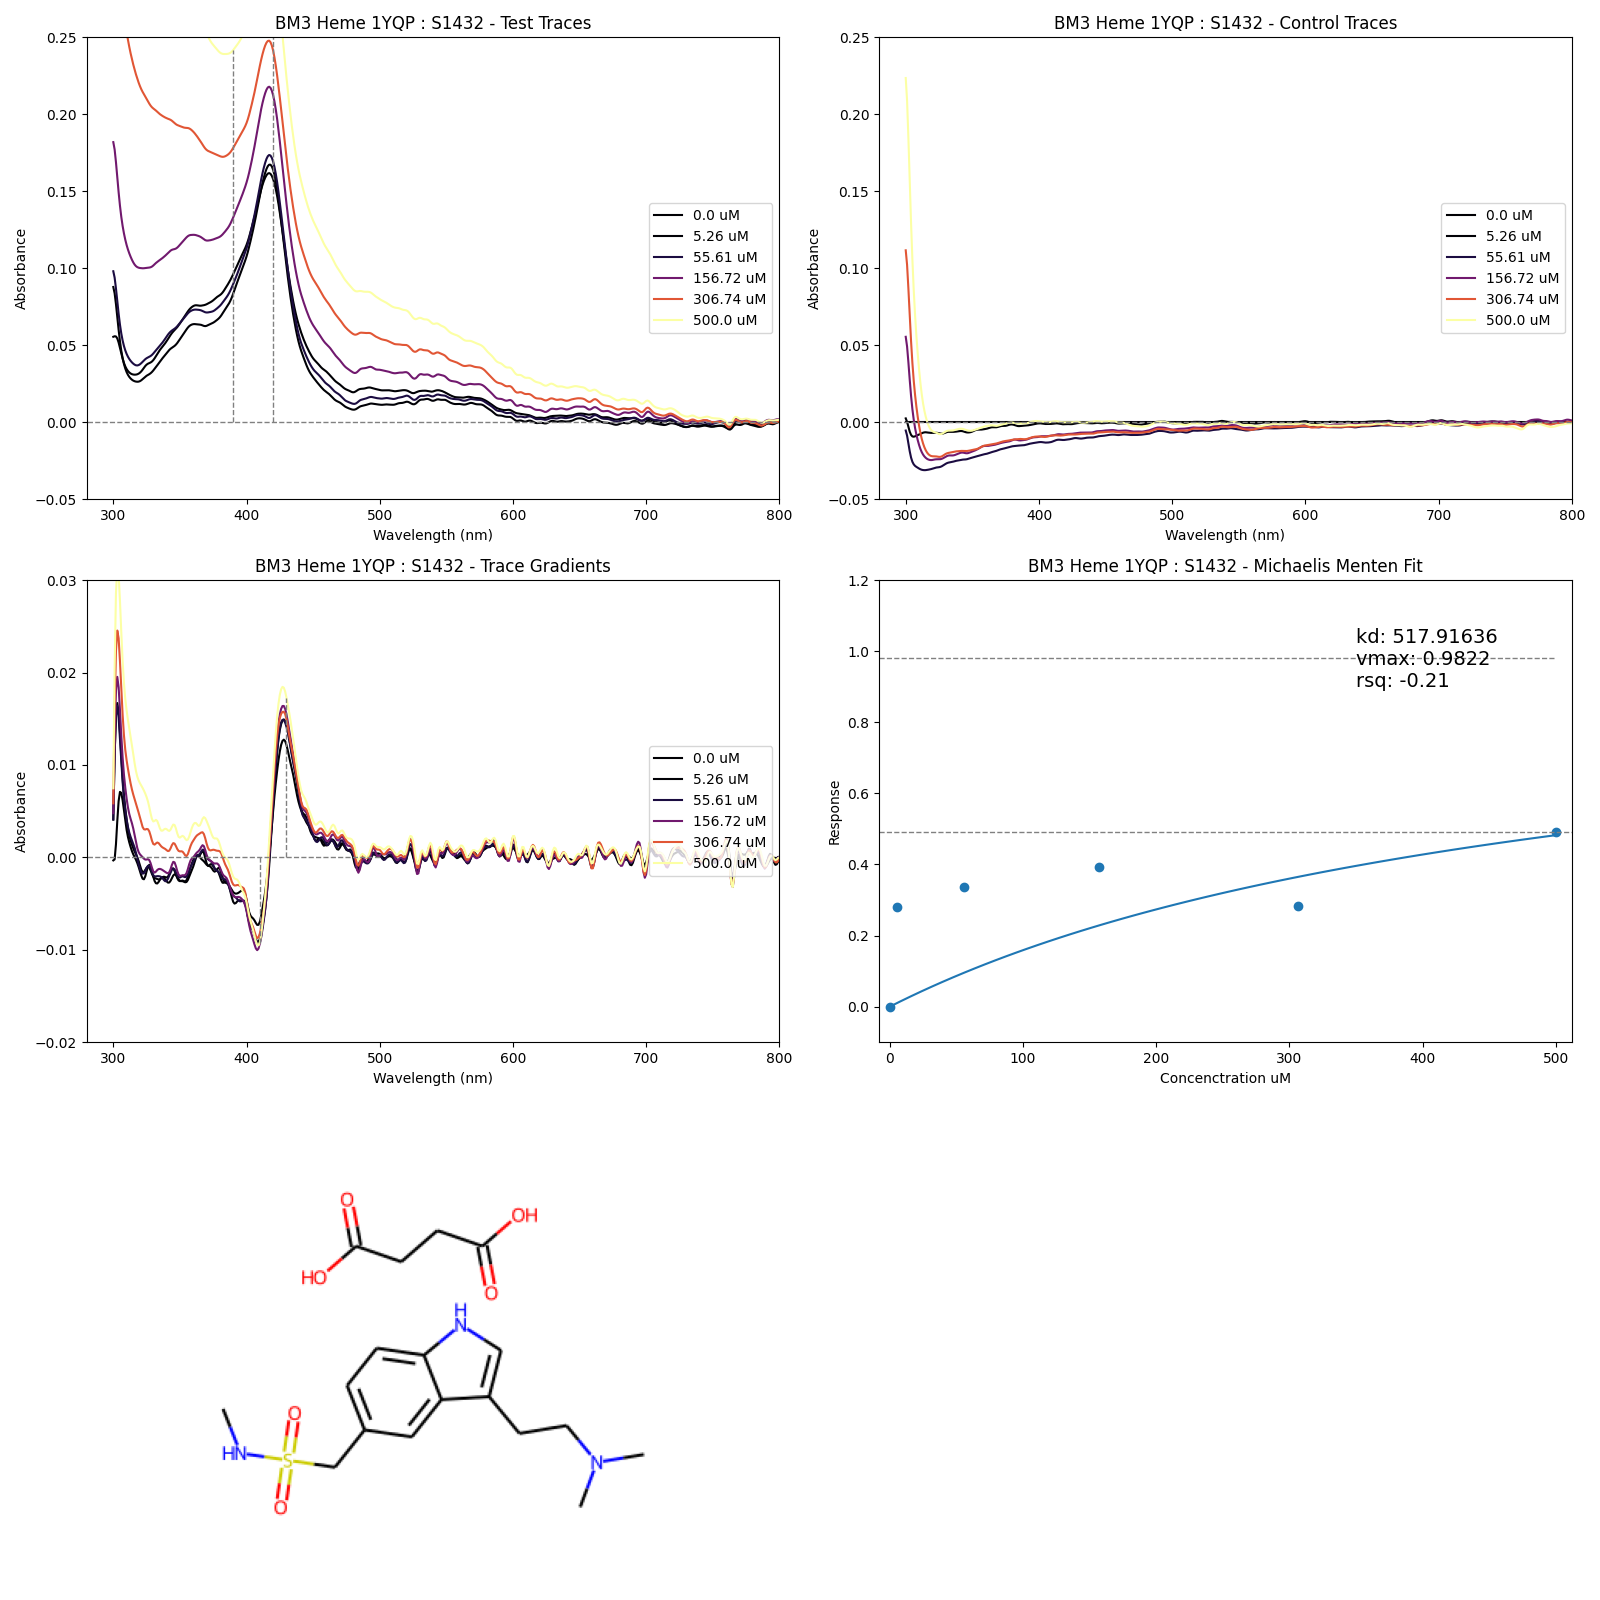 BM3 Heme 1YQP : S1432 - Test Traces
0.25
0.20
0.15
0.10
0.05
0.00
−0.05
Absorbance
300 400 500 600 700 800
Wavelength (nm)
0.0 uM
5.26 uM
55.61 uM
156.72 uM
306.74 uM
500.0 uM
BM3 Heme 1YQP : S1432 - Control Traces
0.25
0.20
0.15
0.10
0.05
0.00
−0.05
Absorbance
300 400 500 600 700 800
Wavelength (nm)
0.0 uM
5.26 uM
55.61 uM
156.72 uM
306.74 uM
500.0 uM
BM3 Heme 1YQP : S1432 - Trace Gradients
0.03
0.02
0.01
0.00
−0.01
−0.02
Absorbance
300 400 500 600 700 800
Wavelength (nm)
0.0 uM
5.26 uM
55.61 uM
156.72 uM
306.74 uM
500.0 uM
BM3 Heme 1YQP : S1432 - Michaelis Menten Fit
1.2
1.0
0.8
0.6
0.4
0.2
0.0
Response
kd: 517.91636
vmax: 0.9822
rsq: -0.21
0 100 200 300 400 500
Concenctration uM
O
OH
HO
O
H
N
O
HN
S
N
O